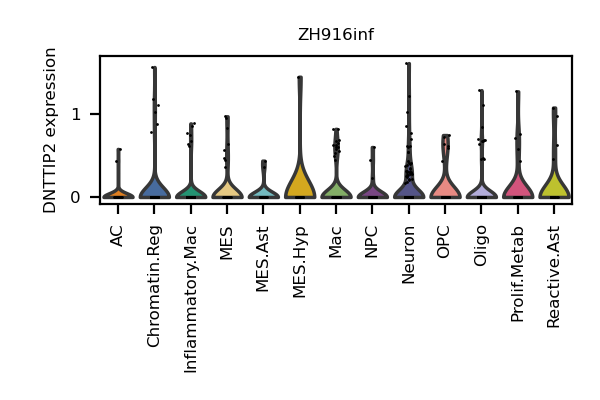 ZH916inf
DNTTIP2 expression
1
0
AC
Chromatin.Reg
Inflammatory.Mac
MES
MES.Ast
MES.Hyp
Mac
NPC
Neuron
OPC
Oligo
Prolif.Metab
Reactive.Ast